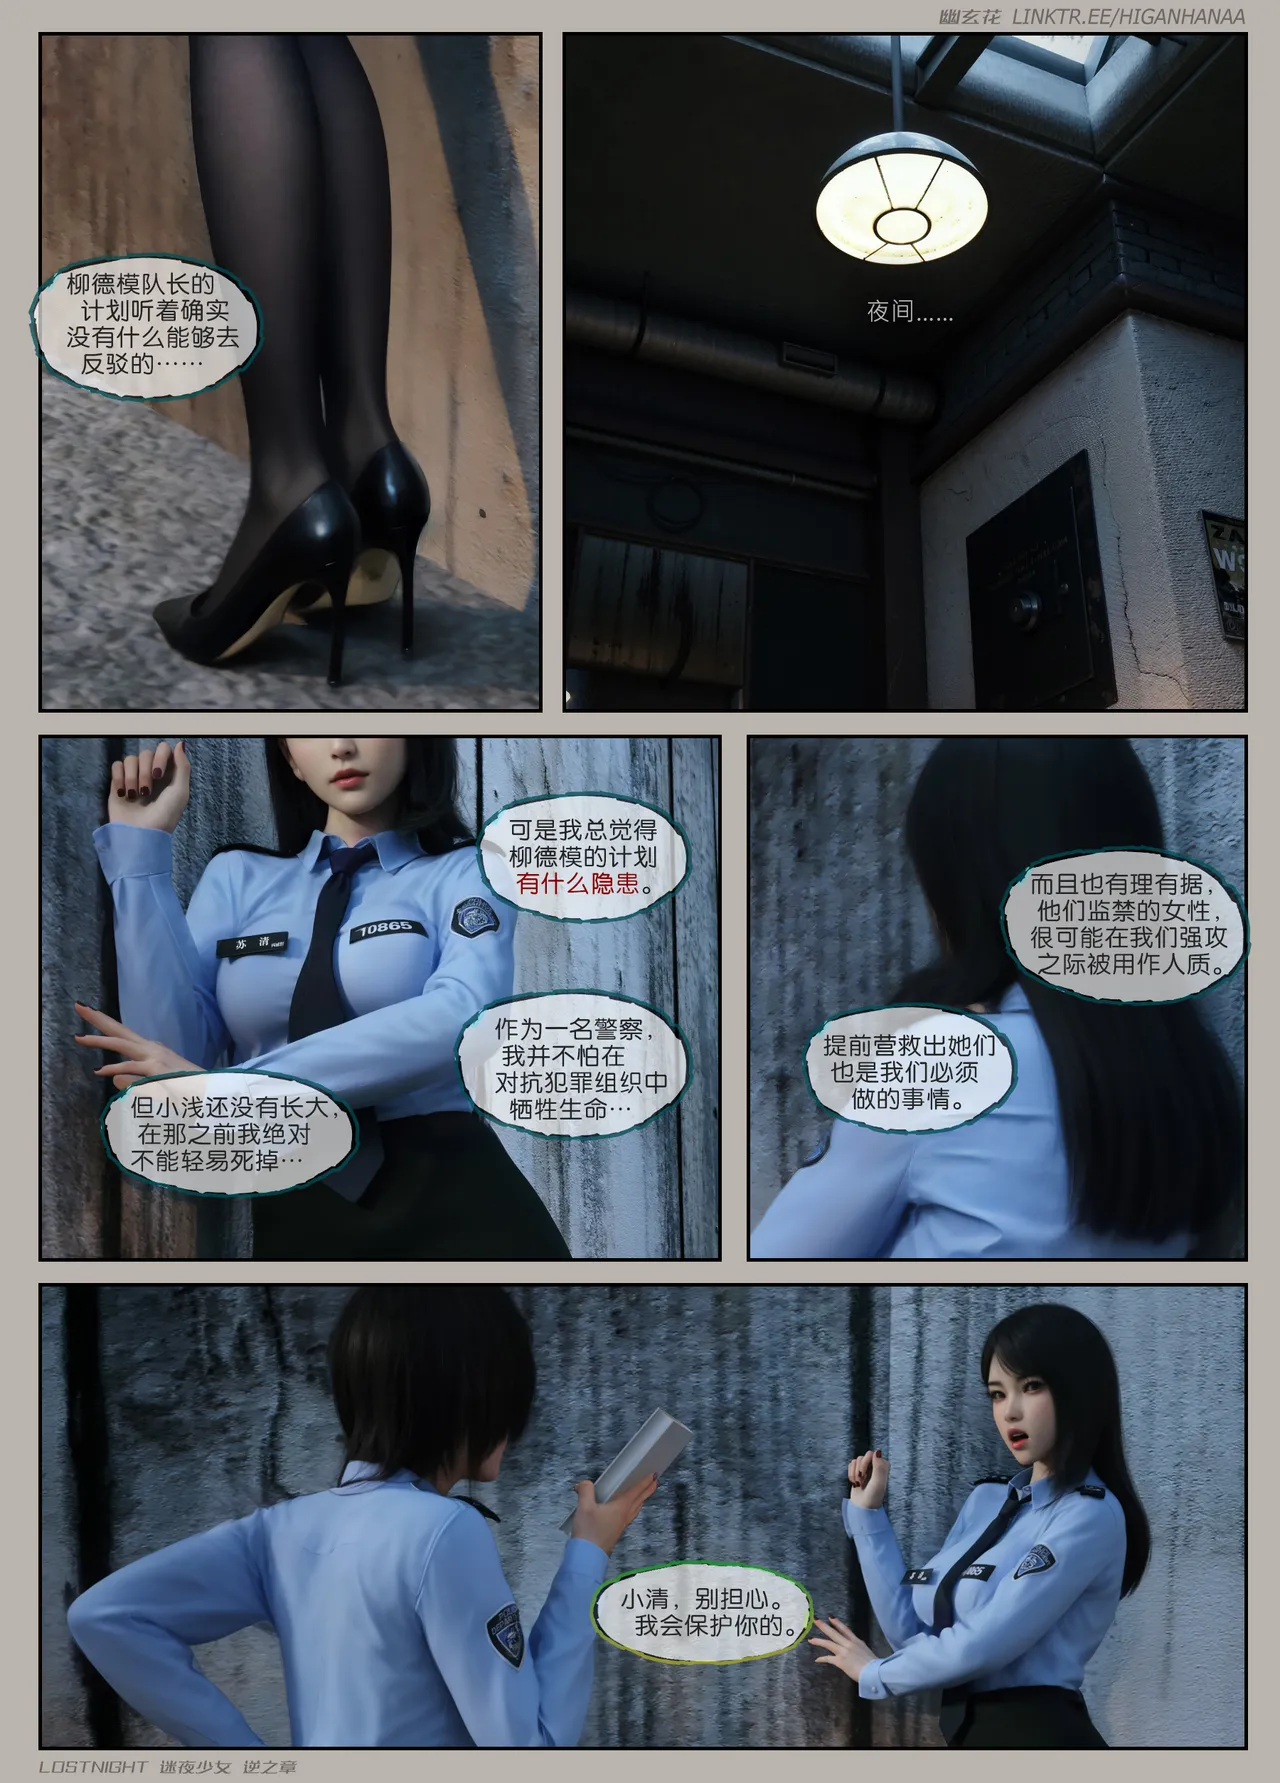 幽玄花 LINKTR.EE/HIGANHANAA
夜间……
柳德模队长的
计划听着确实
没有什么能够去
反驳的……
而且也有理有据，
他们监禁的女性，
很可能在我们强攻
之际被用作人质。
提前营救出她们
也是我们必须
做的事情。
可是我总觉得
柳德模的计划
有什么隐患。
作为一名警察，
我并不怕在
对抗犯罪组织中
牺牲生命…
但小浅还没有长大，
在那之前我绝对
不能轻易死掉…
苏 清
10865
小清，别担心。
我会保护你的。
LOSTNIGHT 迷夜少女 逆之章